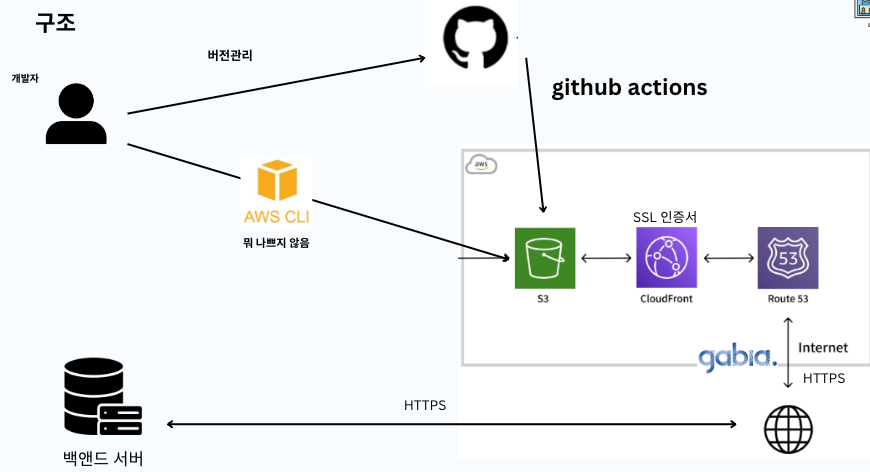 구조
버전관리
개발자
github actions
aws
AWS CLI
뭐 나쁘지 않음
SSL 인증서
53
S3
CloudFront
Route 53
gabia.
Internet
HTTPS
HTTPS
백앤드 서버